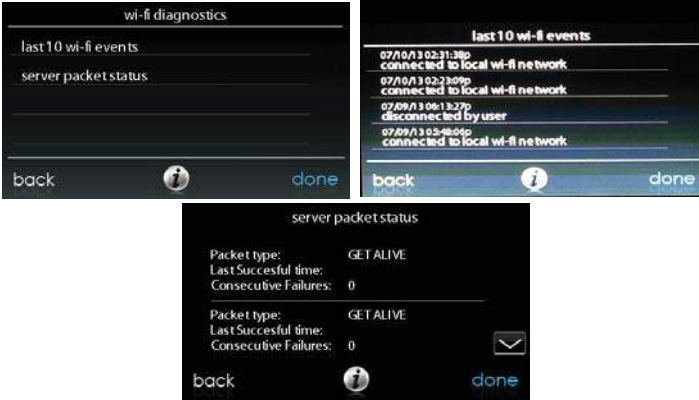 wi-fi diagnostics
last 10 wi-fi events
server packet status
back
i
done
last 10 wi-fi events
07/10/13 02:31:38p
connected to local wi-fi network
07/10/13 02:23:09p
connected to local wi-fi network
07/09/13 06:13:27p
disconnected by user
07/09/13 05:48:06p
connected to local wi-fi network
back
i
done
server packet status
Packet type: GET ALIVE
Last Succesful time:
Consecutive Failures: 0
Packet type: GET ALIVE
Last Succesful time:
Consecutive Failures: 0
back
i
done